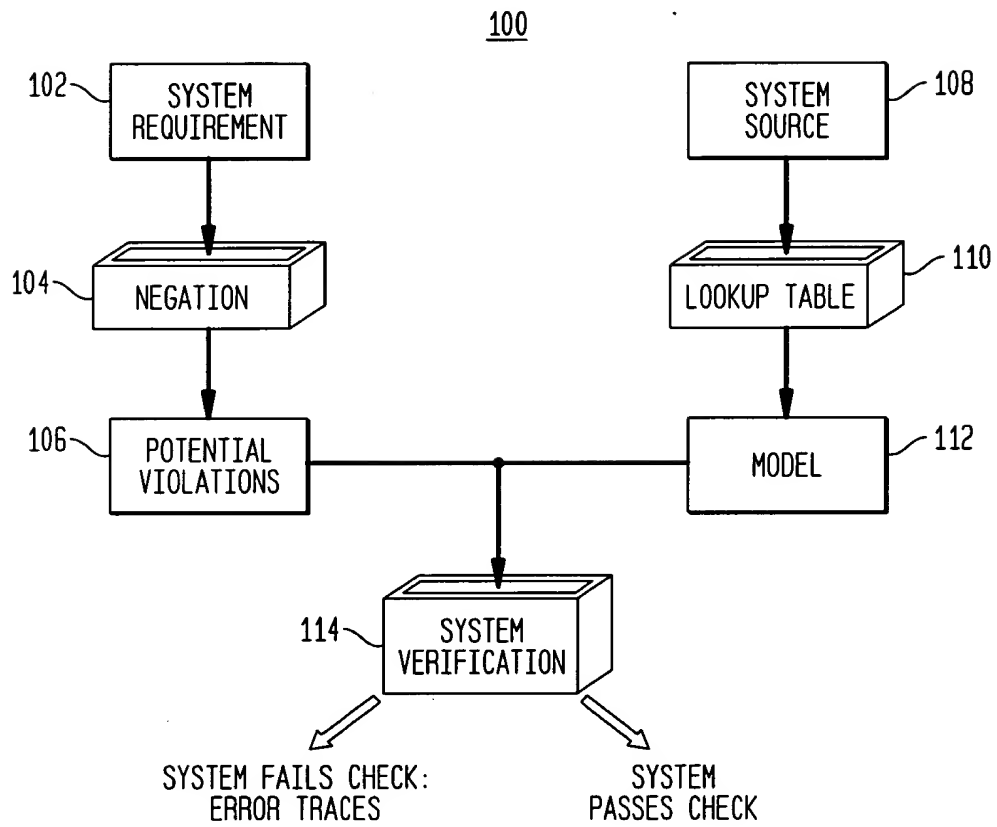 100
102
SYSTEM
REQUIREMENT
SYSTEM
SOURCE
108
104
NEGATION
LOOKUP TABLE
110
106
POTENTIAL
VIOLATIONS
MODEL
112
114
SYSTEM
VERIFICATION
SYSTEM FAILS CHECK:
ERROR TRACES
SYSTEM
PASSES CHECK